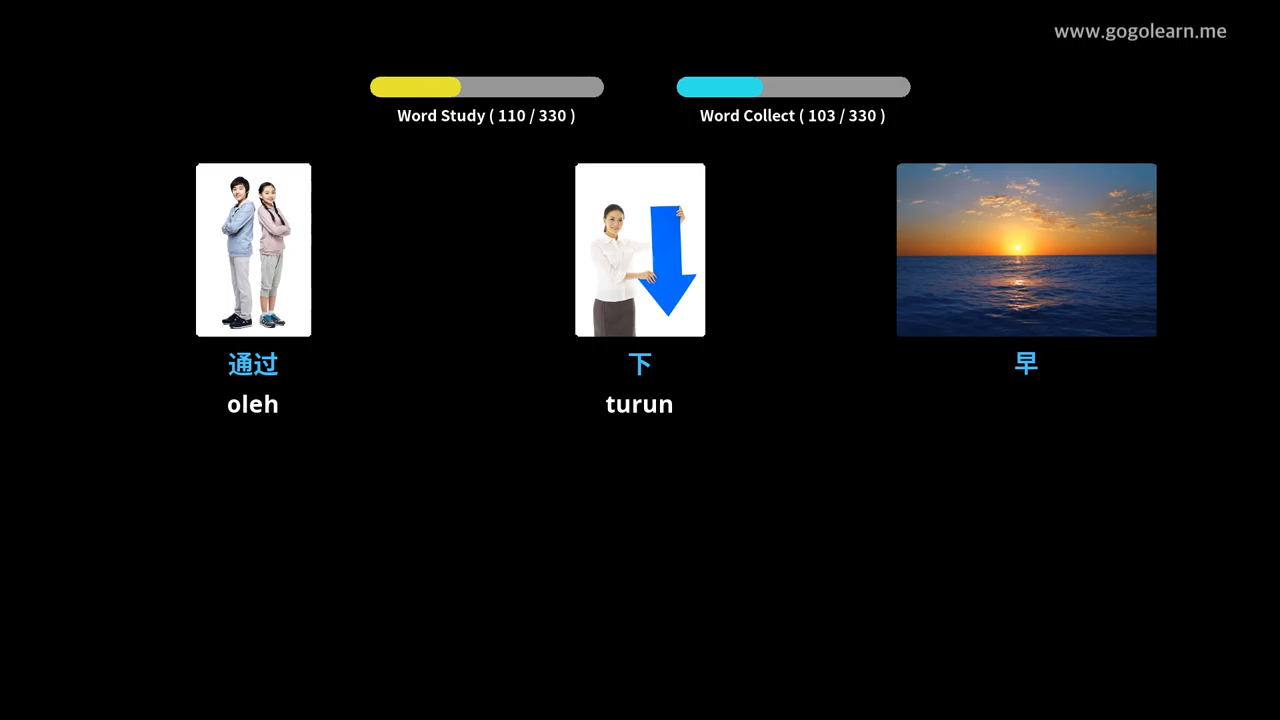 www.gogolearn.me
Word Study ( 110 / 330 )
Word Collect ( 103 / 330 )
通过
下
早
oleh
turun